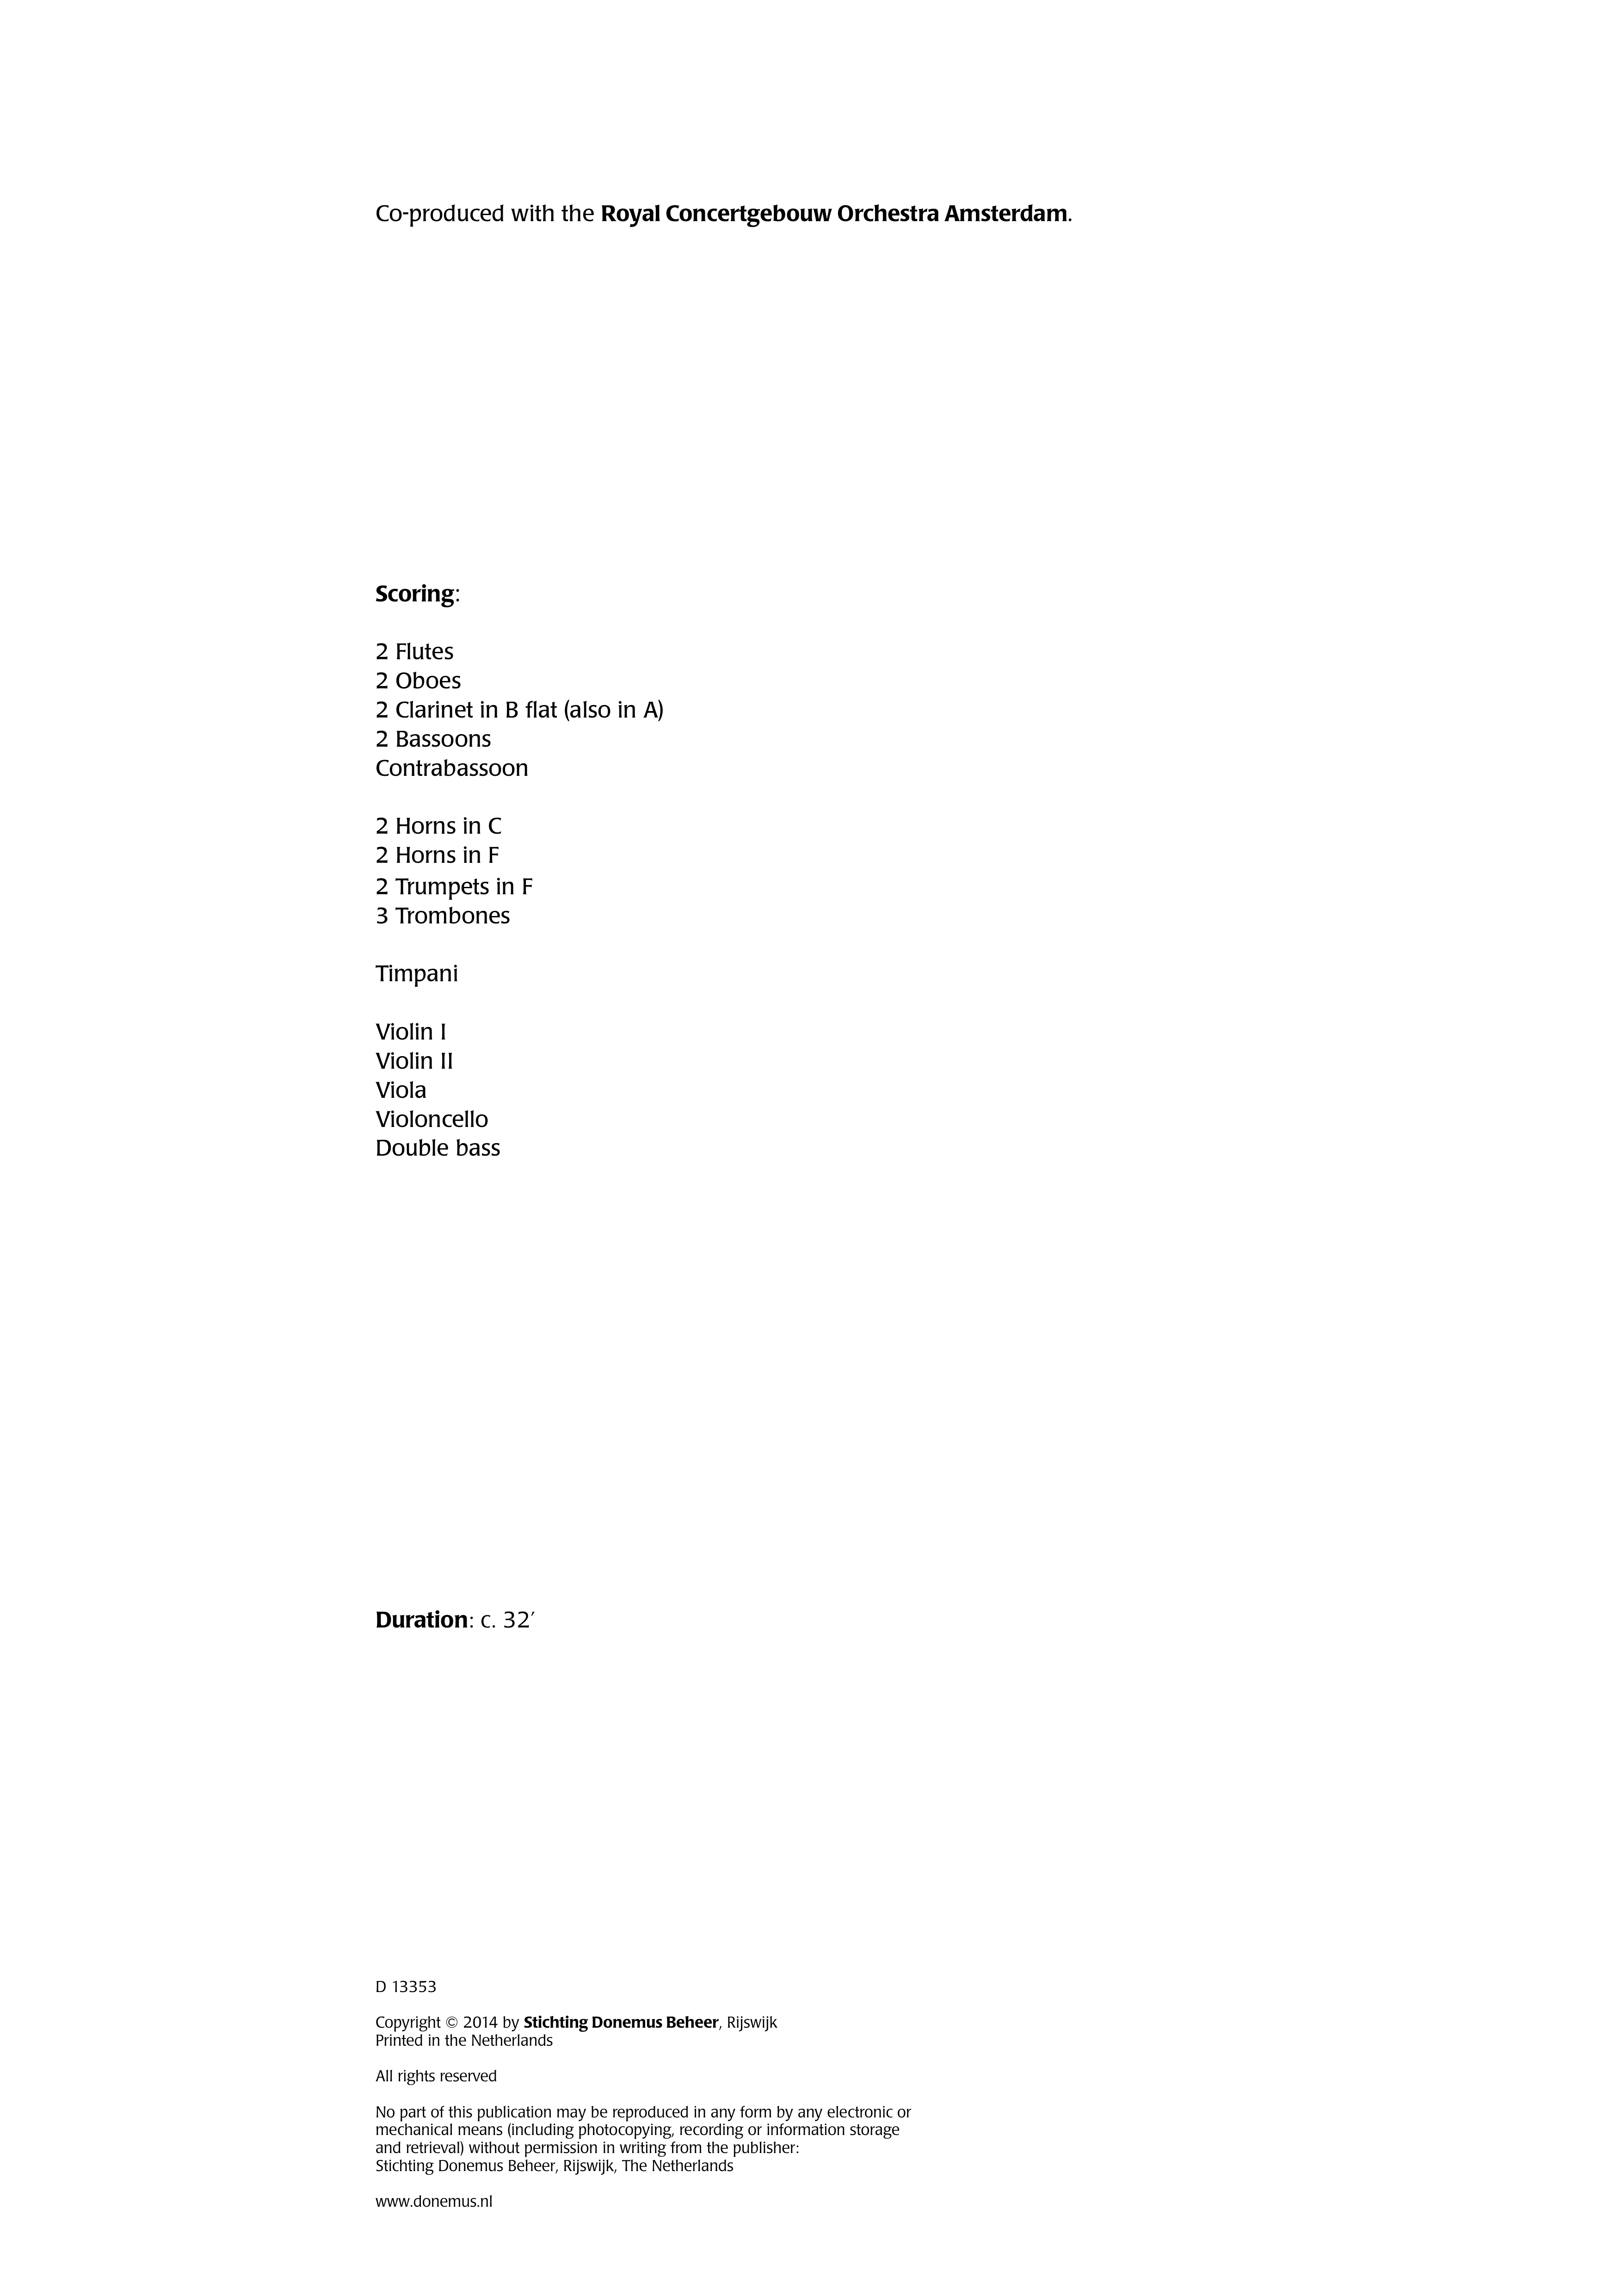 Co-produced with the Royal Concertgebouw Orchestra Amsterdam.
Scoring:
2 Flutes
2 Oboes
2 Clarinet in B flat (also in A)
2 Bassoons
Contrabassoon
2 Horns in C
2 Horns in F
2 Trumpets in F
3 Trombones
Timpani
Violin I
Violin II
Viola
Violoncello
Double bass
Duration: c. 32′
D 13353
Copyright © 2014 by Stichting Donemus Beheer, Rijswijk
Printed in the Netherlands
All rights reserved
No part of this publication may be reproduced in any form by any electronic or
mechanical means (including photocopying, recording or information storage
and retrieval) without permission in writing from the publisher:
Stichting Donemus Beheer, Rijswijk, The Netherlands
www.donemus.nl